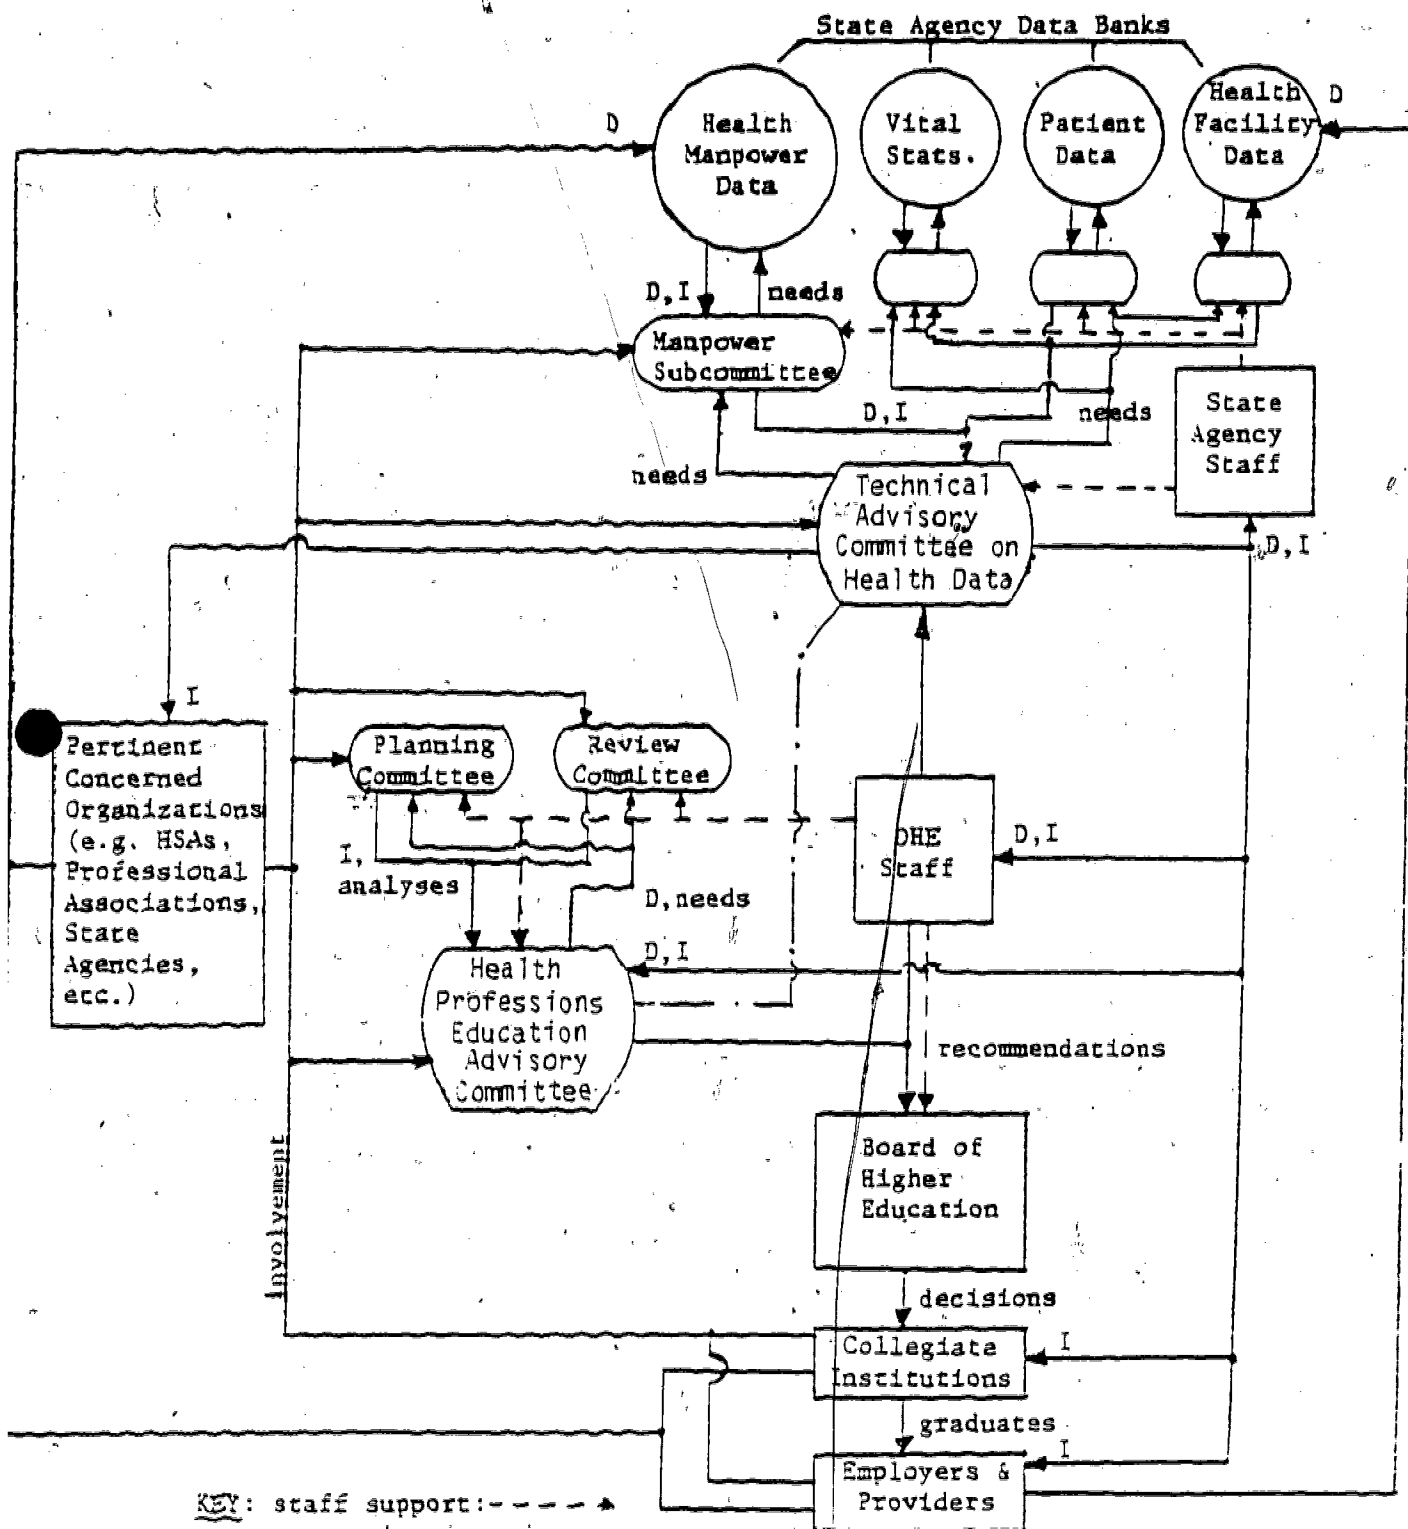 State Agency Data Banks
D
Health
Manpower
Data
Vital
Stats.
Patient
Data
Health
Facility
Data
D
D,I
needs
Manpower
Subcommittee
D,I
needs
State
Agency
Staff
needs
Technical
Advisory
Committee on
Health Data
D,I
I
Pertinent
Concerned
Organizations
(e.g. HSAs,
Professional
Associations,
State
Agencies,
etc.)
Planning
Committee
Review
Committee
DHE
Staff
D,I
I,
analyses
D,needs
D,I
Health
Professions
Education
Advisory
Committee
recommendations
Involvement
Board of
Higher
Education
decisions
Collegiate
Institutions
I
graduates
I
Employers &
Providers
KEY: staff support: